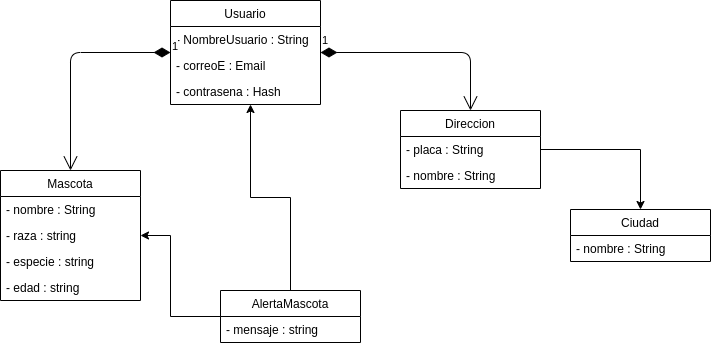 Usuario
- NombreUsuario : String
- correoE : Email
- contrasena : Hash
1
1
Direccion
- placa : String
- nombre : String
Mascota
- nombre : String
- raza : string
- especie : string
- edad : string
Ciudad
- nombre : String
AlertaMascota
- mensaje : string